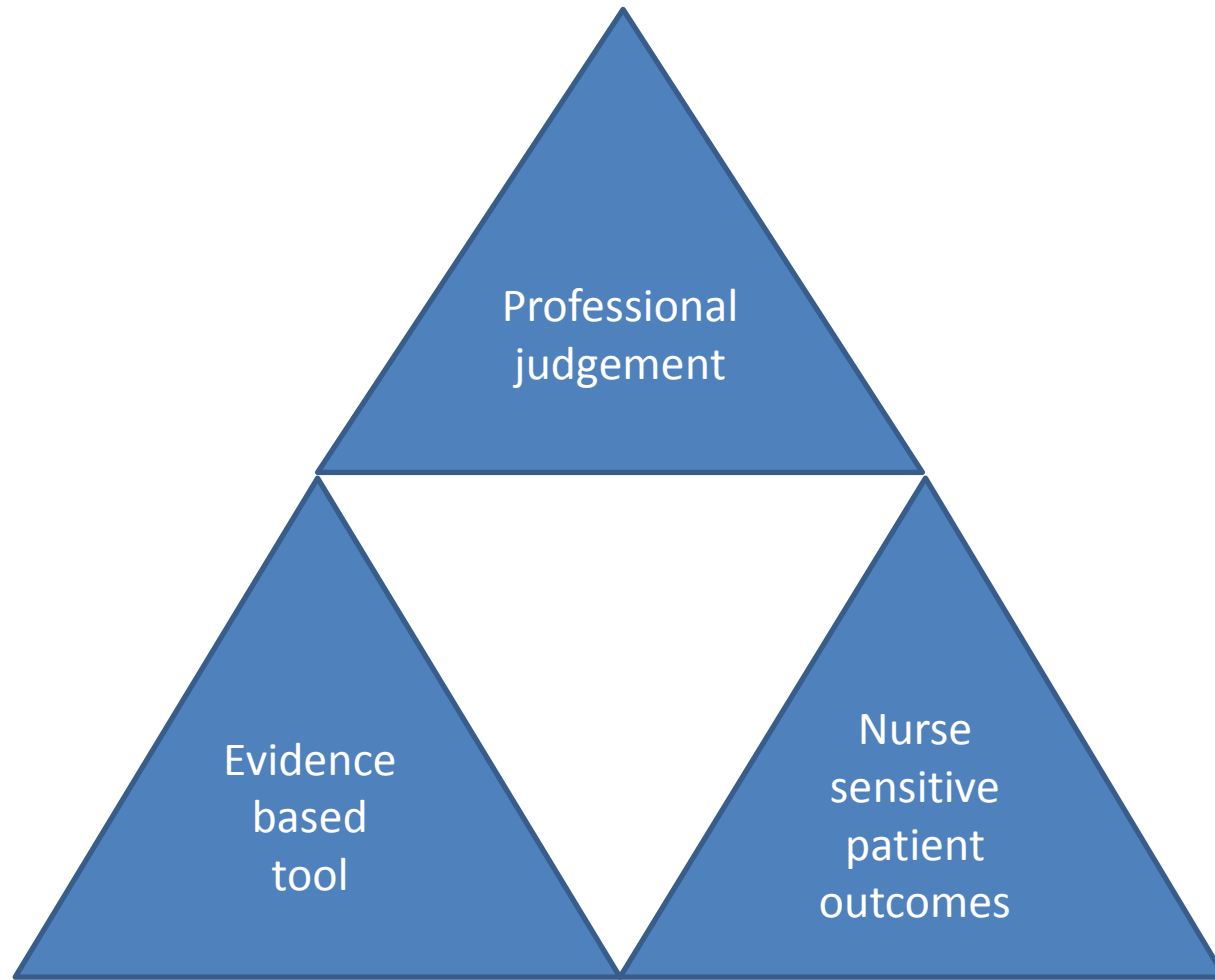 Professional
judgement
Evidence
based
tool
Nurse
sensitive
patient
outcomes